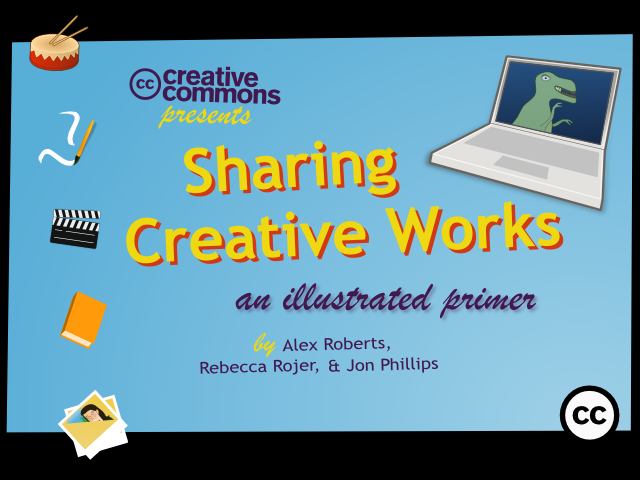 cc creative
commons
presents
Sharing
Creative Works
an illustrated primer
by Alex Roberts,
Rebecca Rojer, & Jon Phillips
cc